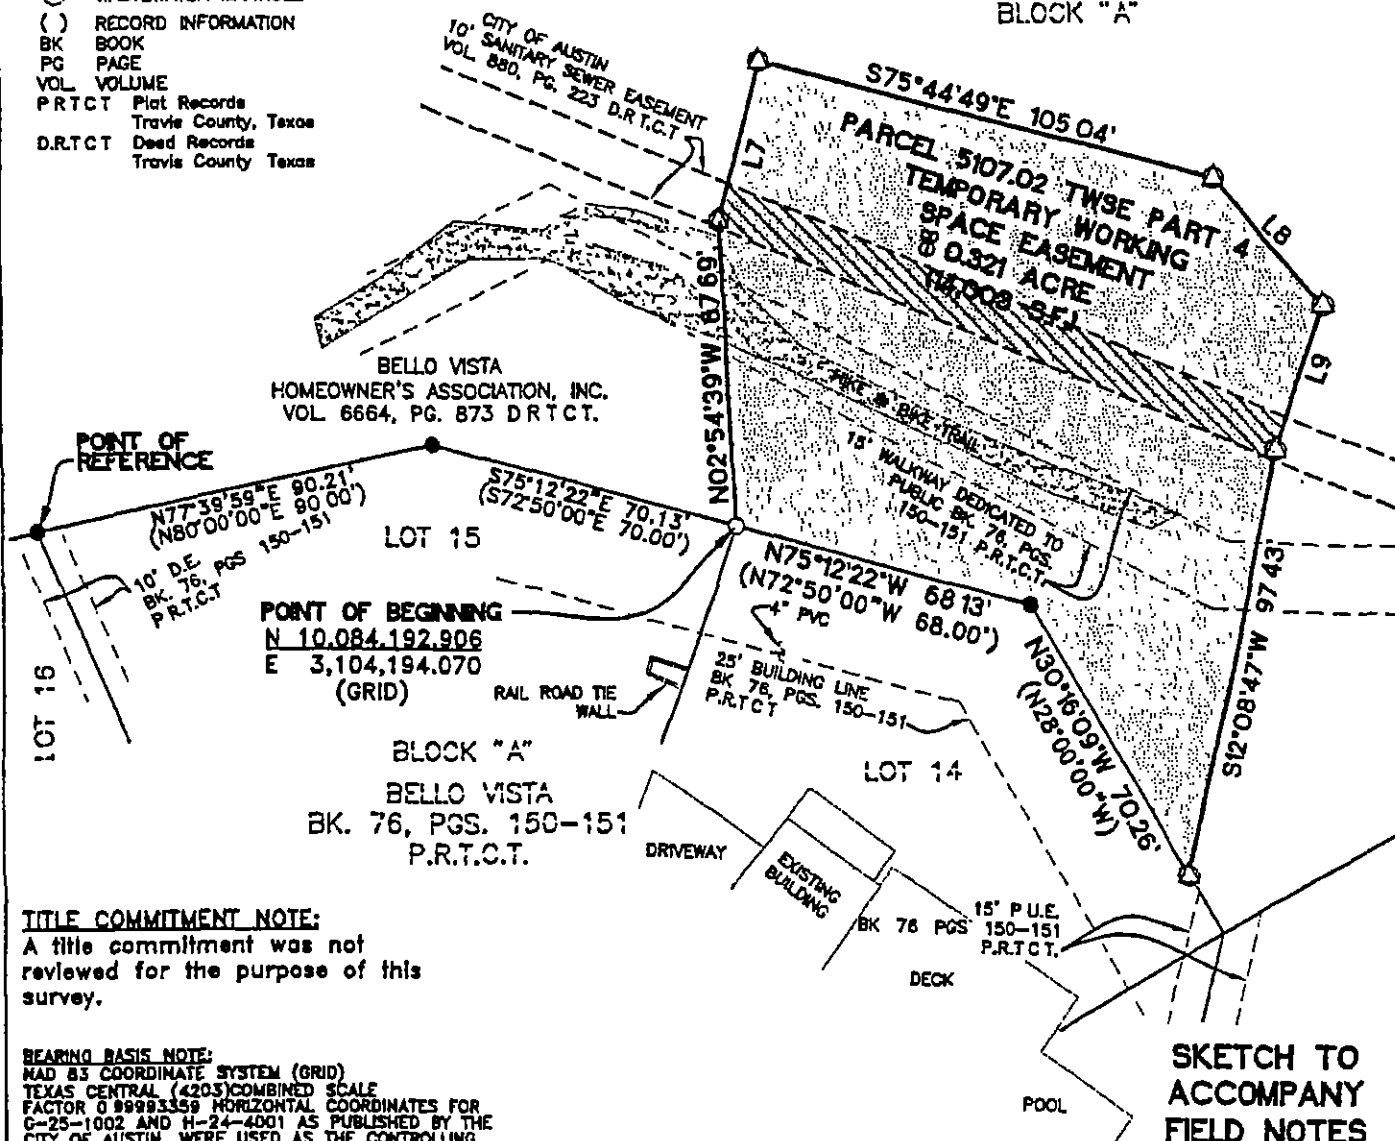 ( ) RECORD INFORMATION
BK BOOK
PG PAGE
VOL. VOLUME
P R T C T Plat Records
Travis County, Texas
D.R.T C T Deed Records
Travis County Texas
BLOCK "A"
CITY OF AUSTIN
10' SANITARY SEWER EASEMENT
VOL. 880, PG. 223 D.R T.C.T
S75°44'49"E 105 04'
L7
L8
L9
PARCEL 5107.02 TWSE PART 4
TEMPORARY WORKING
SPACE EASEMENT
0.321 ACRE
N02°54'39"W 67 69'
BELLO VISTA
HOMEOWNER'S ASSOCIATION, INC.
VOL 6664, PG. 873 D R T C T.
HIKE & BIKE TRAIL
15' WALKWAY DEDICATED TO
PUBLIC BK. 76, PGS.
150-151 P.R.T.C.T.
POINT OF
REFERENCE
N77°39'59"E 90.21'
(N80°00'00"E 90.00')
S75°12'22"E 70.13'
(S72°50'00"E 70.00')
LOT 15
10' D.E.
BK. 76, PGS 150-151
P R.T.C.T
LOT 16
POINT OF BEGINNING
N 10,084,192.906
E 3,104,194.070
(GRID)
N75°12'22"W 68 13'
(N72°50'00"W 68.00')
4" PVC
N30°16'09"W 70.26'
(N28°00'00"W)
S12°08'47"W 97 43'
25' BUILDING LINE
BK 76, PGS. 150-151
P.R.T C T
RAIL ROAD TIE
WALL
LOT 14
BLOCK "A"
BELLO VISTA
BK. 76, PGS. 150-151
P.R.T.C.T.
DRIVEWAY
EXISTING
BUILDING
15' P U.E.
BK 76 PGS 150-151
P.R.T C T.
DECK
POOL
TITLE COMMITMENT NOTE:
A title commitment was not
reviewed for the purpose of this
survey.
BEARING BASIS NOTE:
NAD 83 COORDINATE SYSTEM (GRID)
TEXAS CENTRAL (4203)COMBINED SCALE
FACTOR 0 99993359 HORIZONTAL COORDINATES FOR
G-25-1002 AND H-24-4001 AS PUBLISHED BY THE
CITY OF AUSTIN, WERE USED AS THE CONTROLLING
SKETCH TO
ACCOMPANY
FIELD NOTES